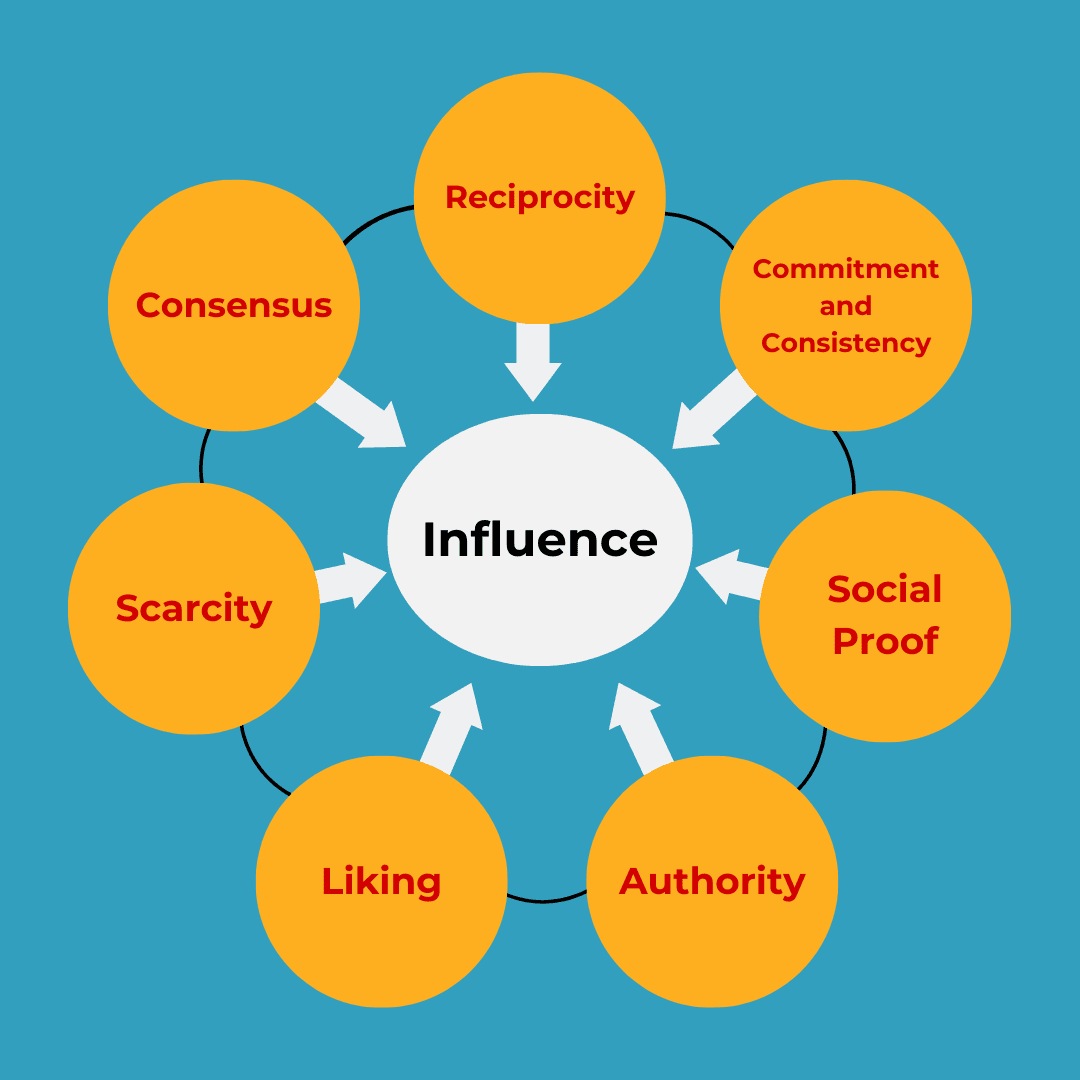 Reciprocity
Commitment
and
Consistency
Social
Proof
Authority
Liking
Scarcity
Consensus
Influence